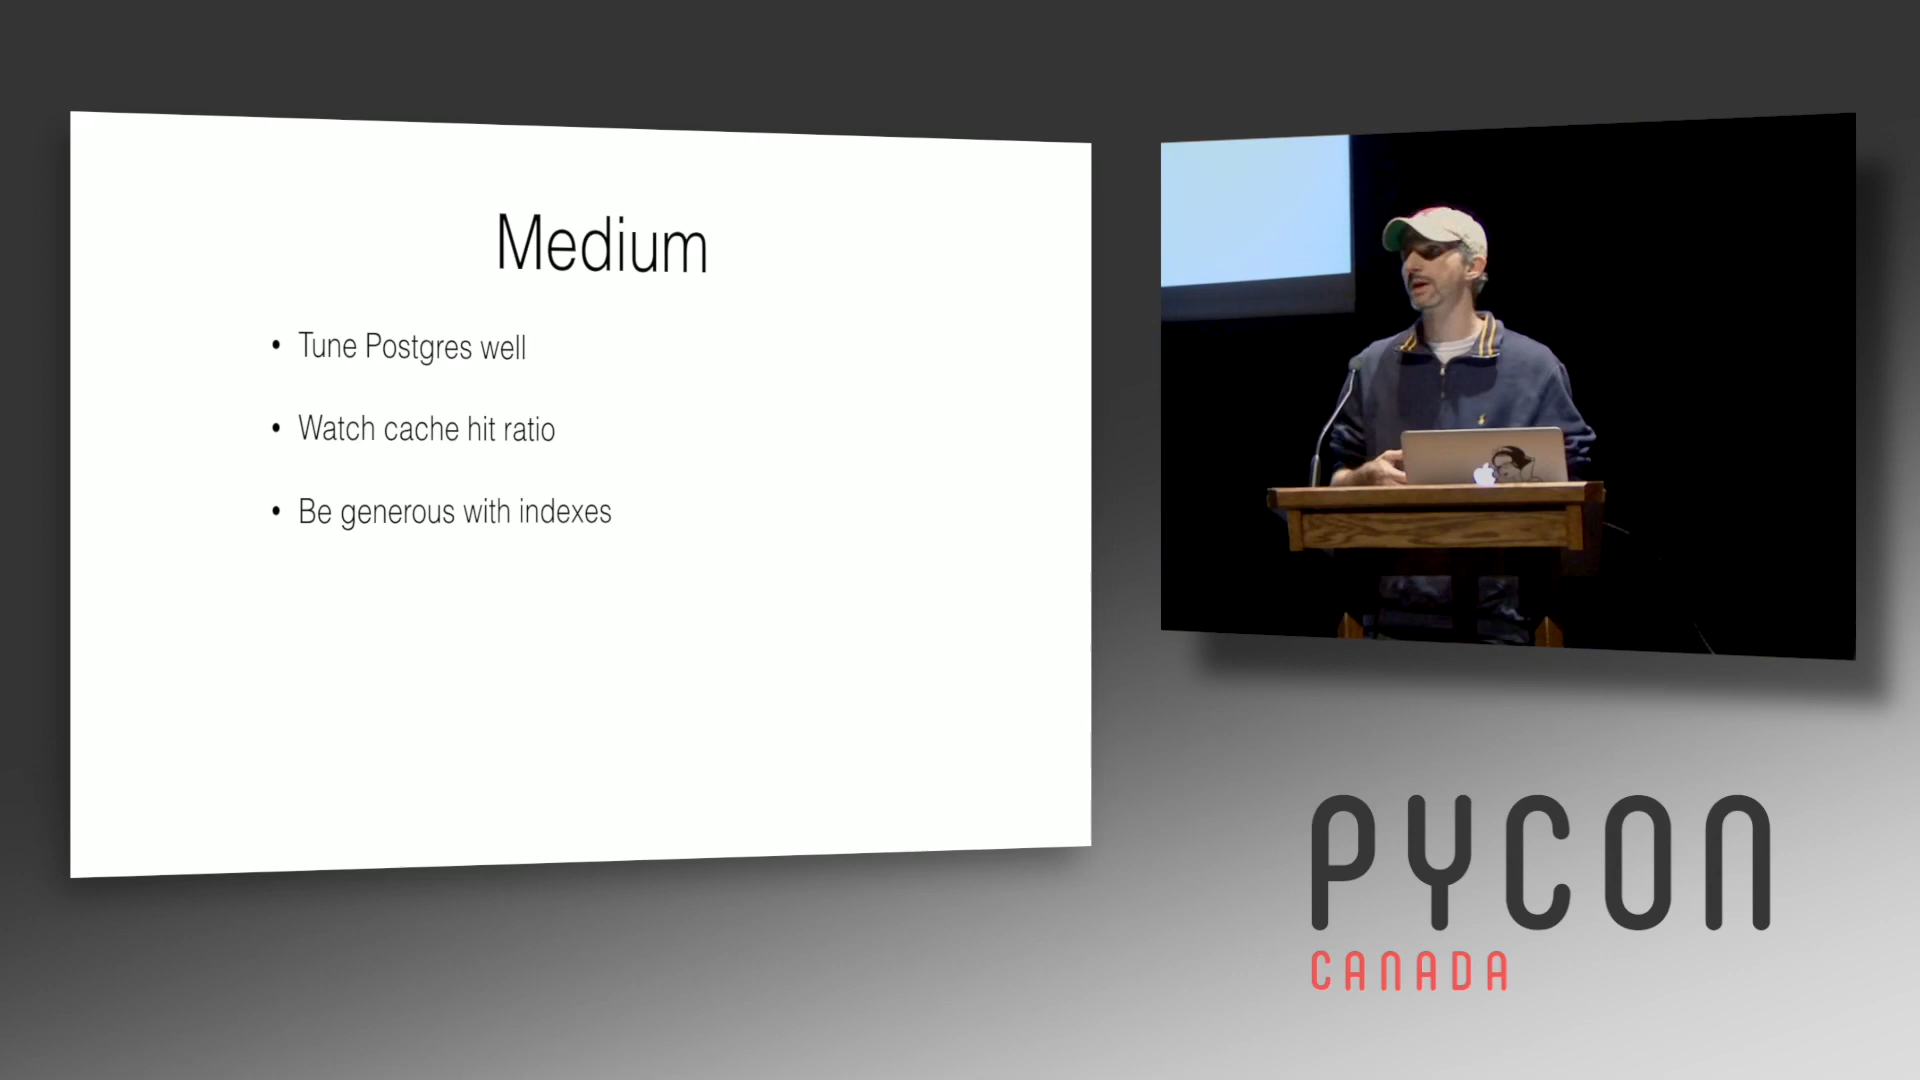 Medium
• Tune Postgres well
• Watch cache hit ratio
• Be generous with indexes
PYCON
CANADA